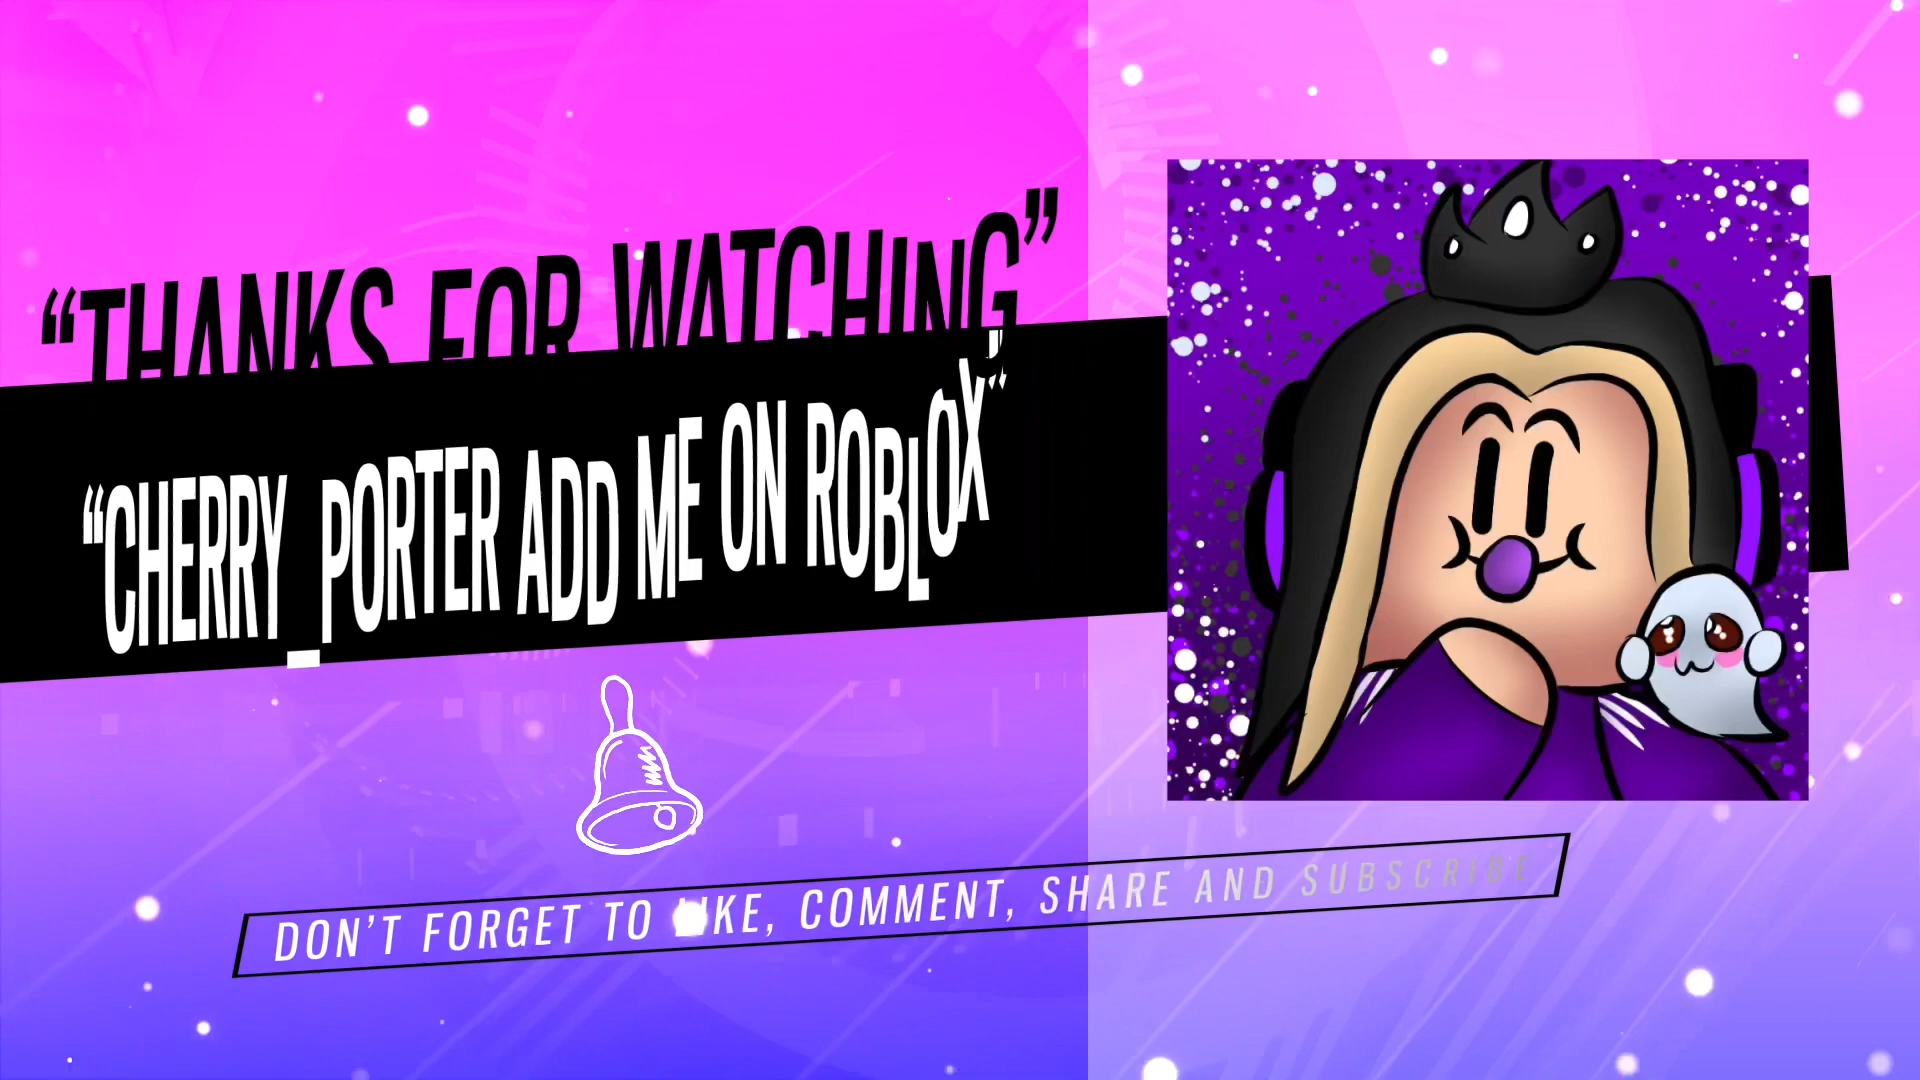 “THANKS FOR WATCHING”
“CHERRY_PORTER ADD ME ON ROBLOX“
DON’T FORGET TO LIKE, COMMENT, SHARE AND SUBSCRIBE